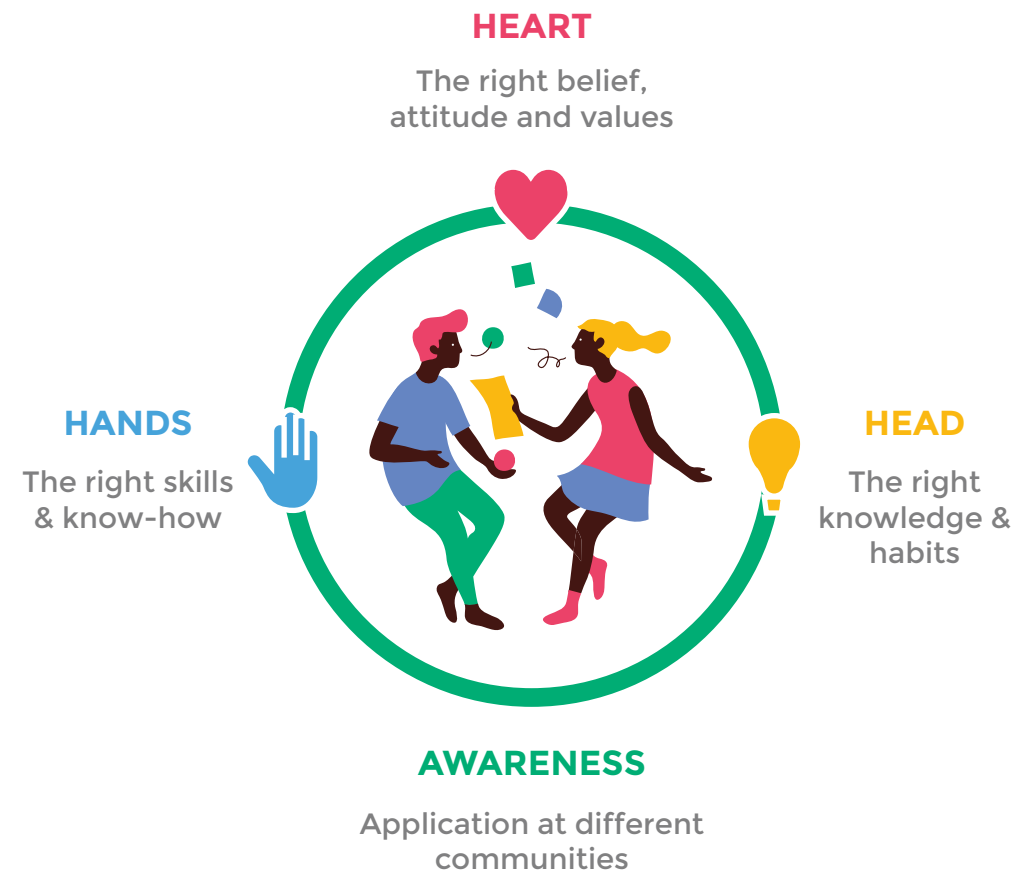 HEART
The right belief,
attitude and values
HANDS
The right skills
& know-how
HEAD
The right
knowledge &
habits
AWARENESS
Application at different
communities